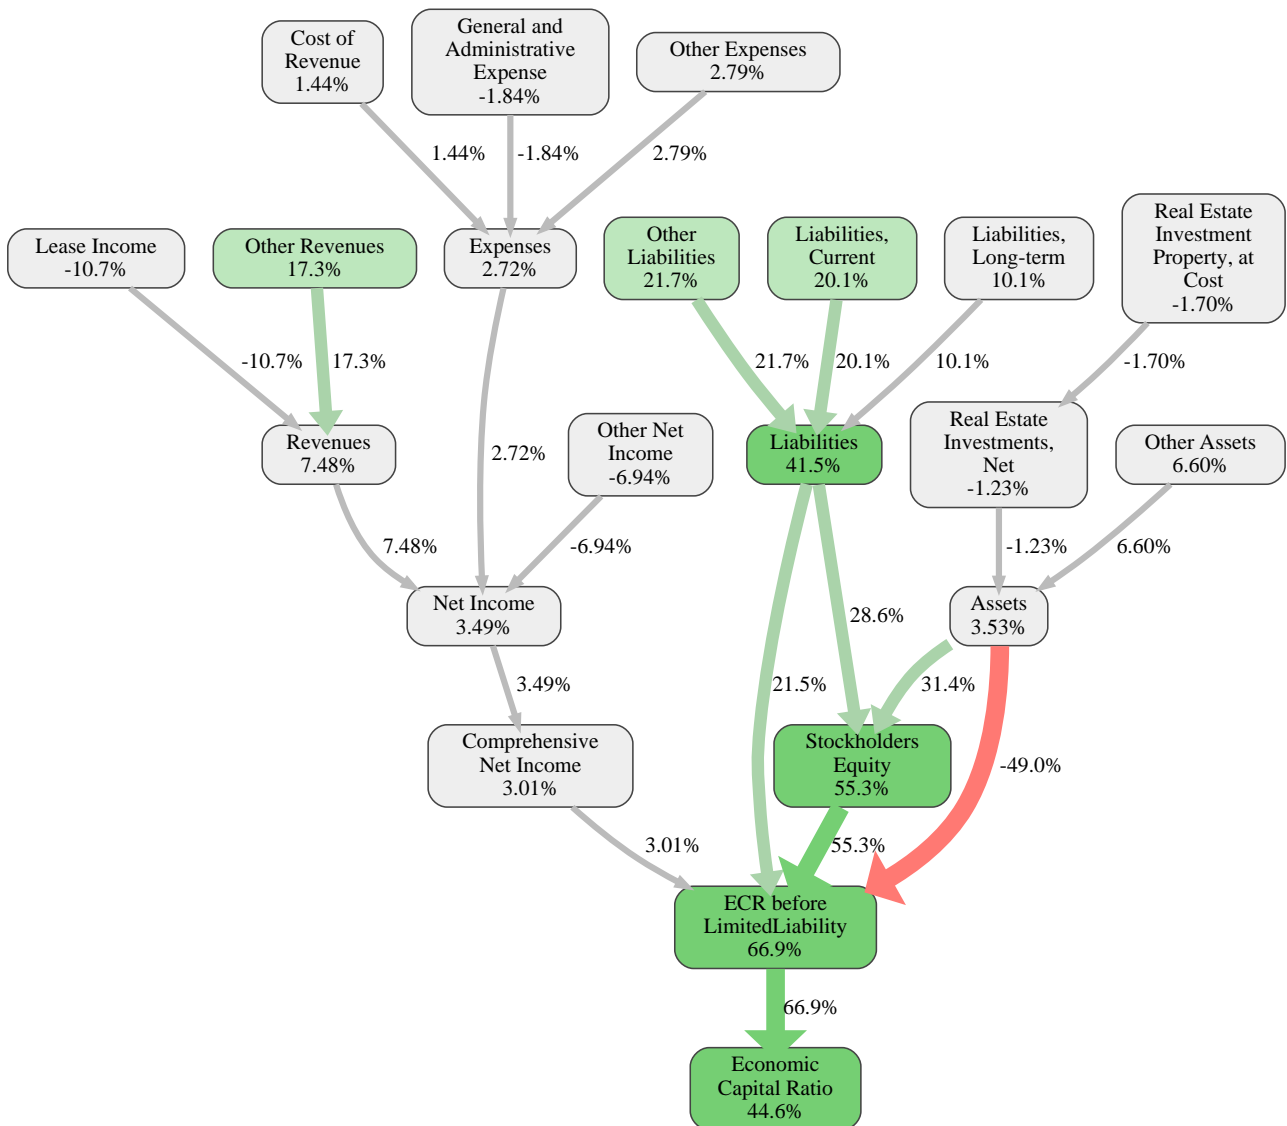 Cost of
Revenue
1.44%
General and
Administrative
Expense
-1.84%
Other Expenses
2.79%
1.44%
-1.84%
2.79%
Lease Income
-10.7%
Other Revenues
17.3%
Expenses
2.72%
Other
Liabilities
21.7%
Liabilities,
Current
20.1%
Liabilities,
Long-term
10.1%
Real Estate
Investment
Property, at
Cost
-1.70%
-10.7%
17.3%
21.7%
20.1%
10.1%
-1.70%
Revenues
7.48%
2.72%
Other Net
Income
-6.94%
Liabilities
41.5%
Real Estate
Investments,
Net
-1.23%
Other Assets
6.60%
7.48%
-6.94%
-1.23%
6.60%
Net Income
3.49%
28.6%
Assets
3.53%
3.49%
21.5%
31.4%
Comprehensive
Net Income
3.01%
Stockholders
Equity
55.3%
-49.0%
3.01%
55.3%
ECR before
LimitedLiability
66.9%
66.9%
Economic
Capital Ratio
44.6%